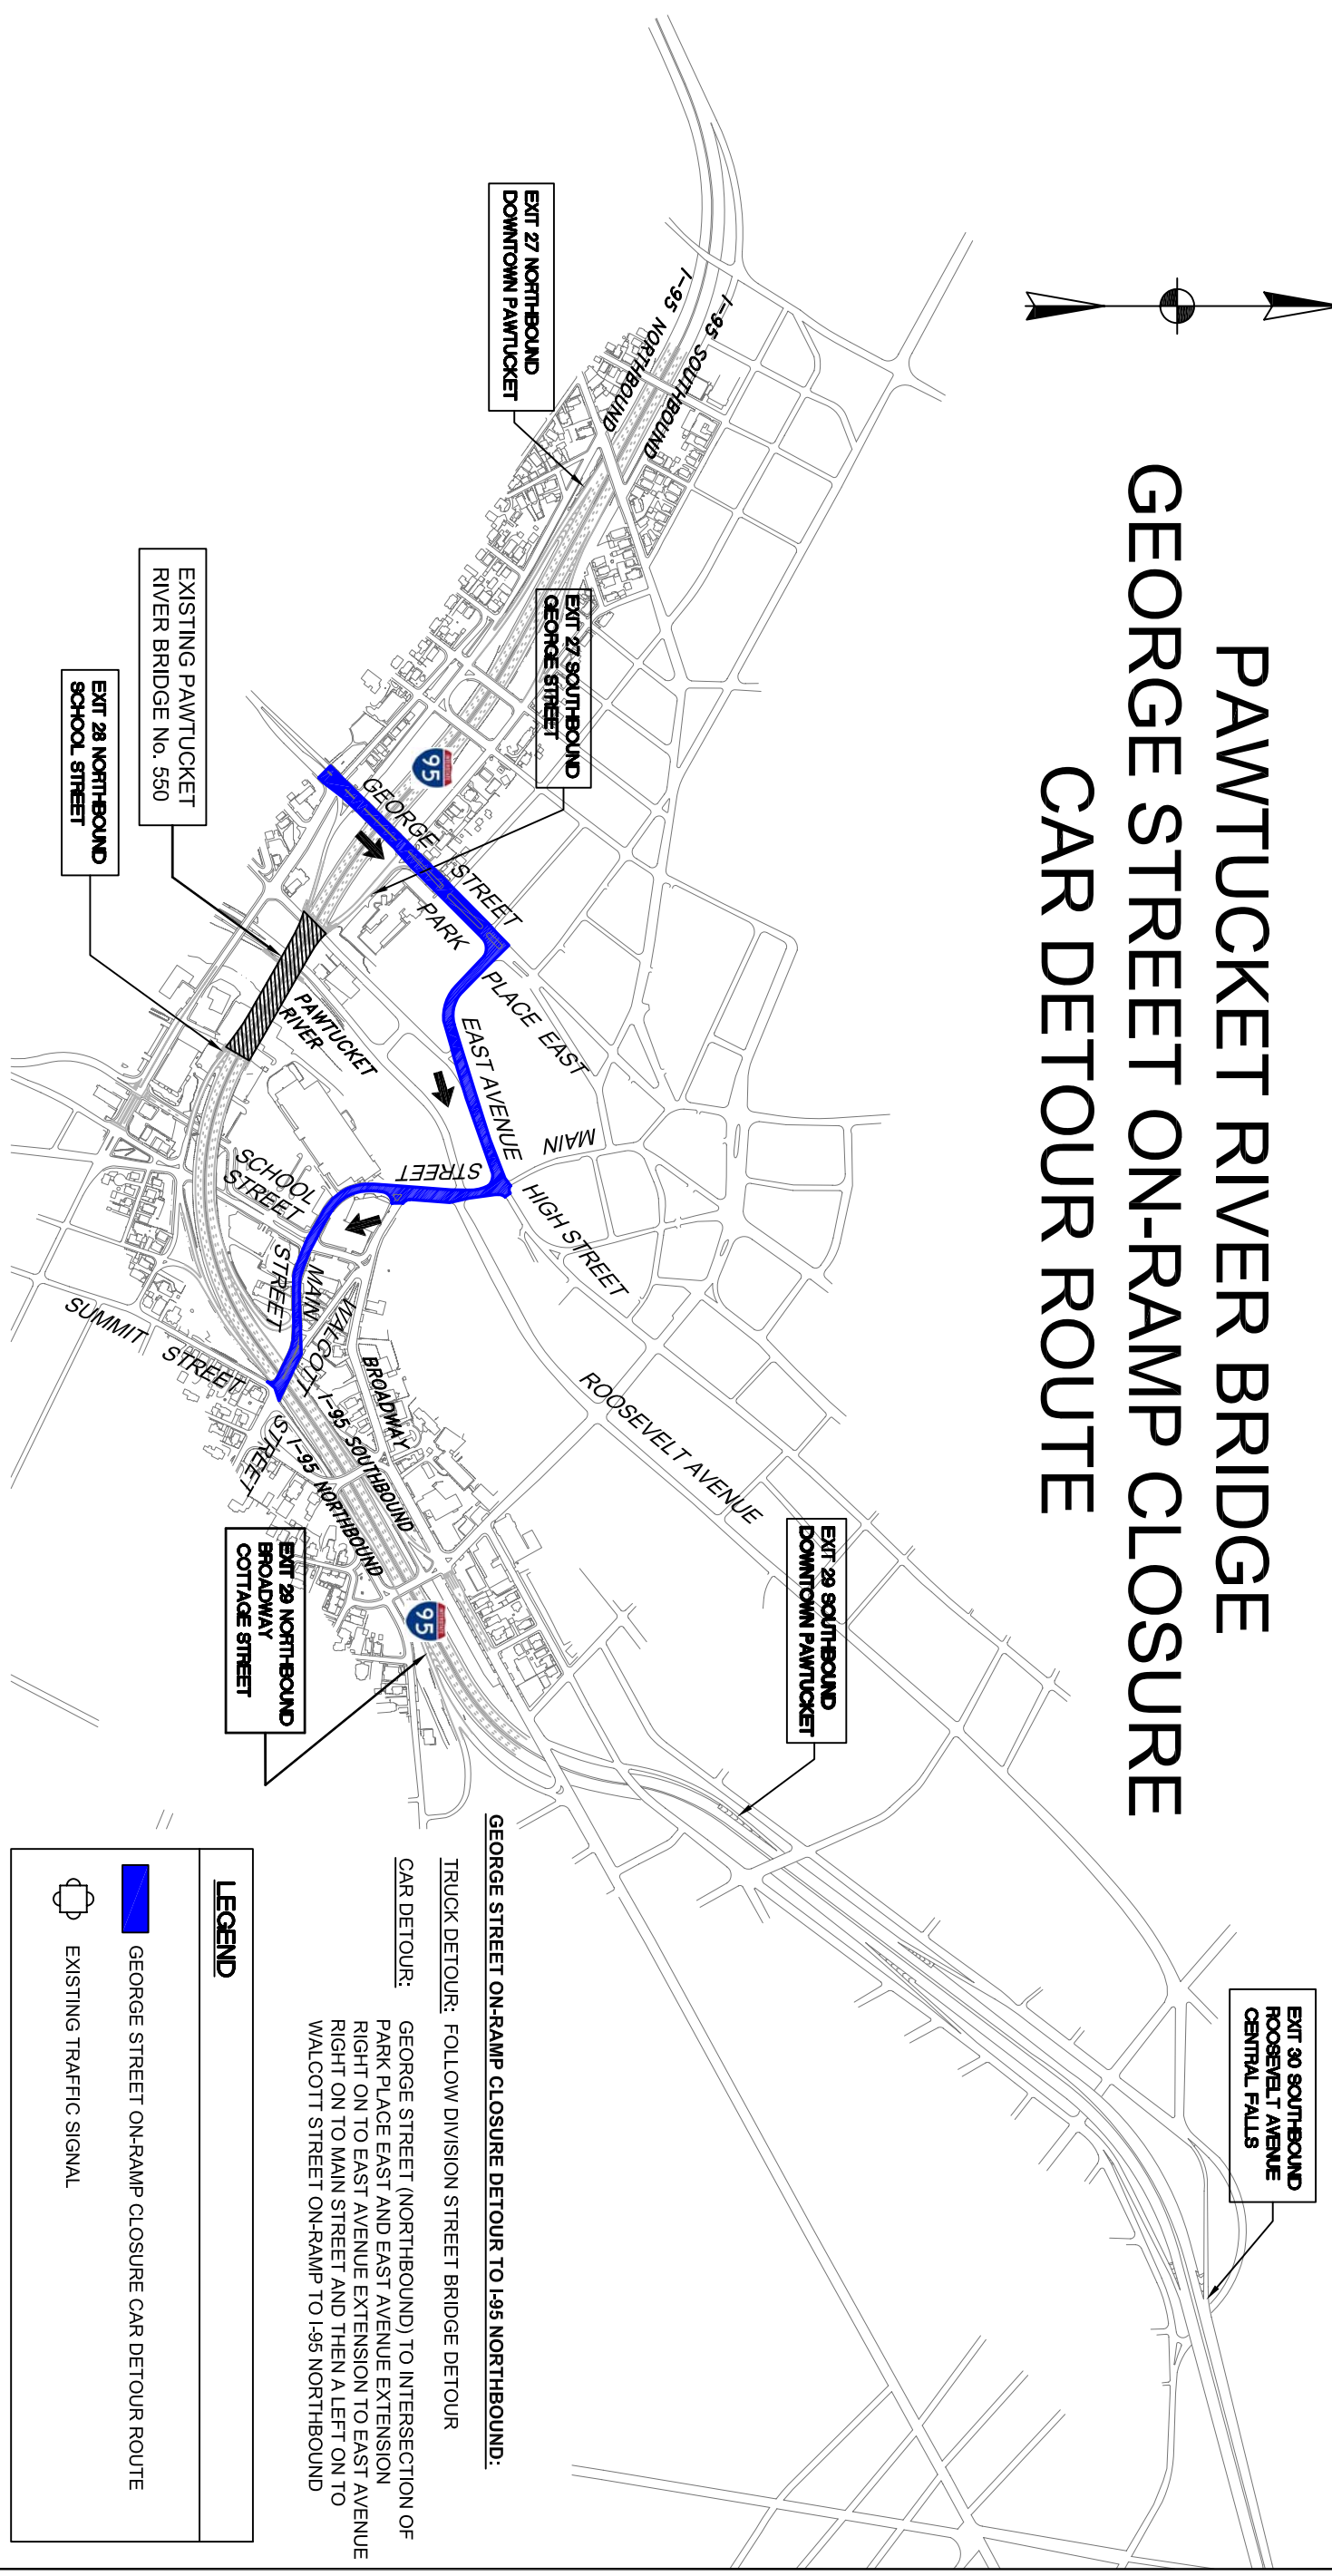 PAWTUCKET RIVER BRIDGE
GEORGE STREET ON-RAMP CLOSURE
CAR DETOUR ROUTE
EXIT 27 NORTHBOUND
DOWNTOWN PAWTUCKET
I-95 SOUTHBOUND
I-95 NORTHBOUND
EXIT 27 SOUTHBOUND
GEORGE STREET
EXISTING PAWTUCKET
RIVER BRIDGE No. 550
EXIT 28 NORTHBOUND
SCHOOL STREET
95
GEORGE STREET
PARK PLACE EAST
EAST AVENUE
MAIN STREET
HIGH STREET
PAWTUCKET
RIVER
SCHOOL
STREET
MAIN
STREET
WALCOTT STREET
BROADWAY
SUMMIT STREET
I-95 SOUTHBOUND
I-95 NORTHBOUND
ROOSEVELT AVENUE
EXIT 29 SOUTHBOUND
DOWNTOWN PAWTUCKET
95
EXIT 29 NORTHBOUND
BROADWAY
COTTAGE STREET
EXIT 30 SOUTHBOUND
ROOSEVELT AVENUE
CENTRAL FALLS
GEORGE STREET ON-RAMP CLOSURE DETOUR TO I-95 NORTHBOUND:
TRUCK DETOUR: FOLLOW DIVISION STREET BRIDGE DETOUR
CAR DETOUR: GEORGE STREET (NORTHBOUND) TO INTERSECTION OF
PARK PLACE EAST AND EAST AVENUE EXTENSION
RIGHT ON TO EAST AVENUE EXTENSION TO EAST AVENUE
RIGHT ON TO MAIN STREET AND THEN A LEFT ON TO
WALCOTT STREET ON-RAMP TO I-95 NORTHBOUND
LEGEND
GEORGE STREET ON-RAMP CLOSURE CAR DETOUR ROUTE
EXISTING TRAFFIC SIGNAL